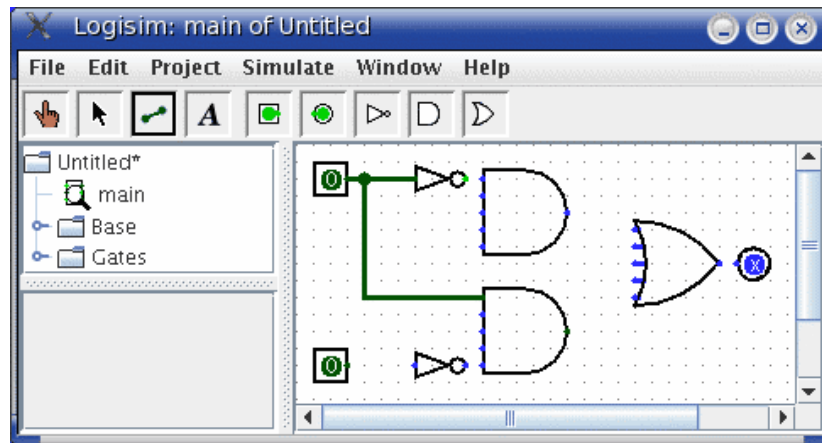 Logisim: main of Untitled
File Edit Project Simulate Window Help
A
Untitled*
main
Base
Gates
0
x
0